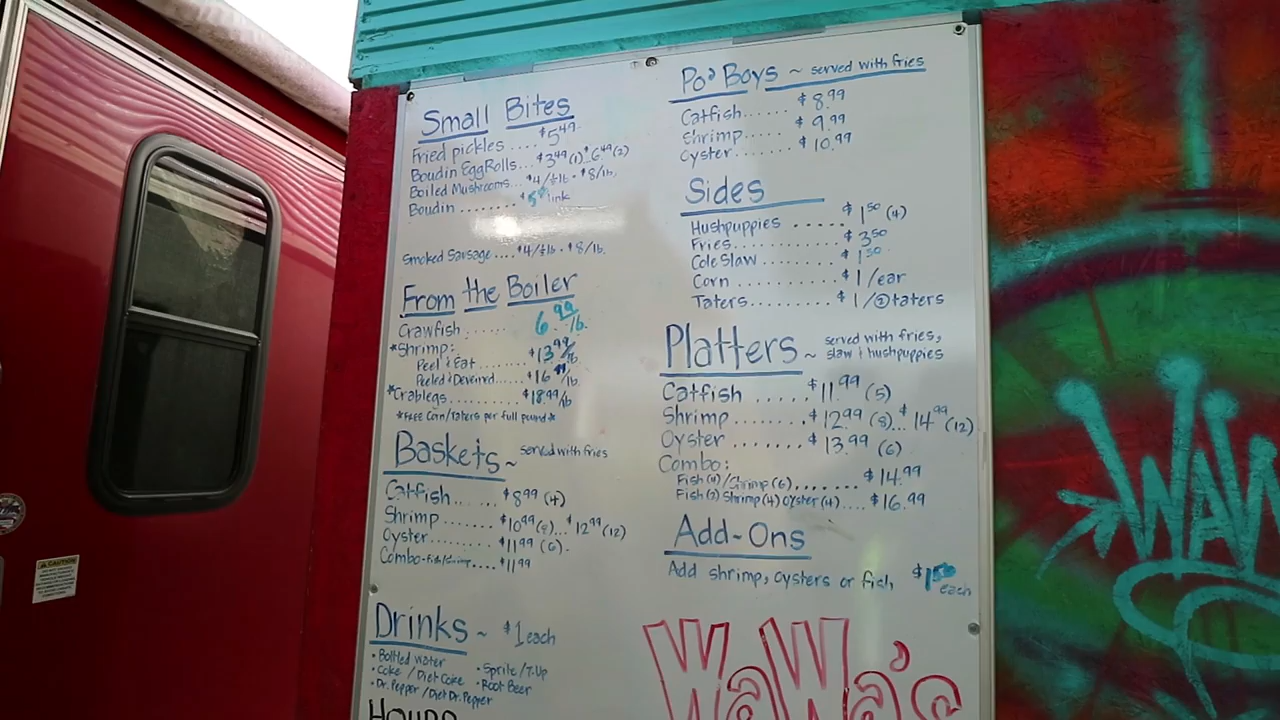 Small Bites
Fried pickles .... $5.49
Boudin EggRolls... $3.49 (1) $6.49 (2)
Boiled Mushrooms... $4/½lb. $8/lb.
Boudin ........ link
Smoked Sausage .... $4/½lb. $8/lb.
From the Boiler
Crawfish ...... 6.99/lb.
*Shrimp:
Peel & Eat ........ $13.99/lb
Peeled & Deveined..... $16 /lb
*Crablegs ......... $18.99/lb
*FREE Corn/Taters per full pound*
Baskets ~ served with fries
Catfish .... $8.99 (4)
Shrimp ....... $10.99 (8)... $12.99 (12)
Oyster........ $11.99 (6).
Combo-fish/shrimp.... $11.99
Drinks ~ $1 each
• Bottled Water
• Coke / Diet Coke • Sprite / 7-Up
• Dr. Pepper / Diet Dr. Pepper • Root Beer
Hours
Po' Boys ~ served with fries
Catfish...... $8.99
Shrimp...... $9.99
Oyster....... $10.99
Sides
Hushpuppies ..... $1.50 (4)
Fries............ $3.50
Cole Slaw ........ $1.50
Corn ............ $1/ear
Taters.......... $1/②taters
Platters ~ served with fries, slaw & hushpuppies
Catfish ..... $11.99 (5)
Shrimp ........ $12.99 (8)... $14.99 (12)
Oyster ....... $13.99 (6)
Combo:
Fish /Shrimp (6)........ $14.99
Fish Shrimp (4) Oyster (4).... $16.99
Add-Ons
Add shrimp, oysters or fish each
WaWa's
WAW
CAUTION